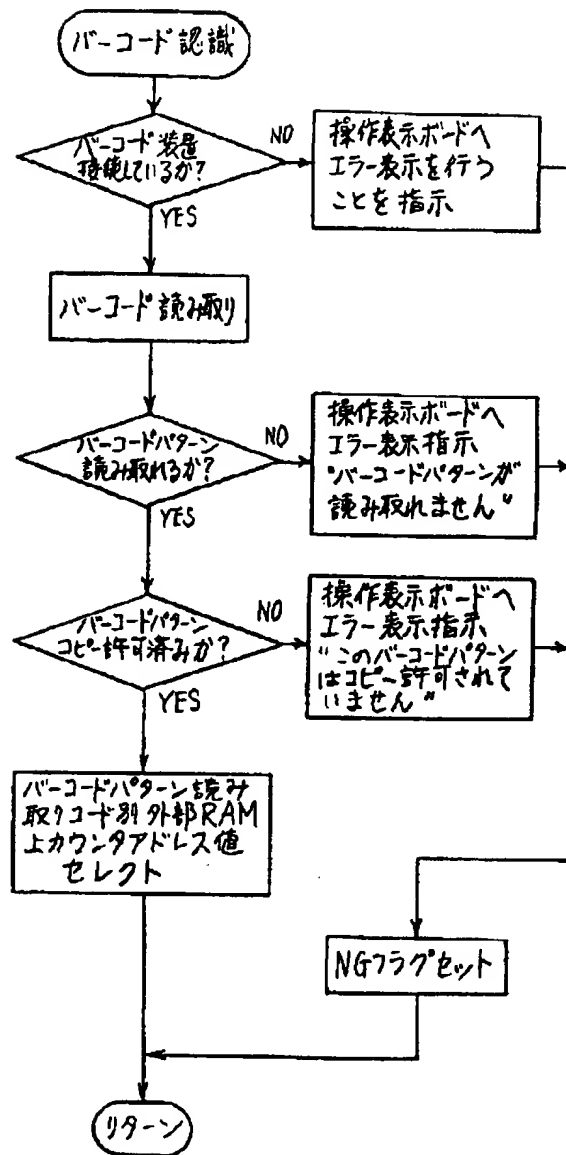 バーコード認識
バーコード装置
接続しているか?
NO
操作表示ボードへ
エラー表示を行う
ことを指示
YES
バーコード読み取り
バーコードパターン
読み取れるか?
NO
操作表示ボードへ
エラー表示指示
"バーコードパターンが
読み取れません"
YES
バーコードパターン
コピー許可済みか?
NO
操作表示ボードへ
エラー表示指示
"このバーコードパターン
はコピー許可されて
いません"
YES
バーコードパターン読み
取りコード別外部RAM
上カウンタアドレス値
セレクト
NGフラグセット
リターン